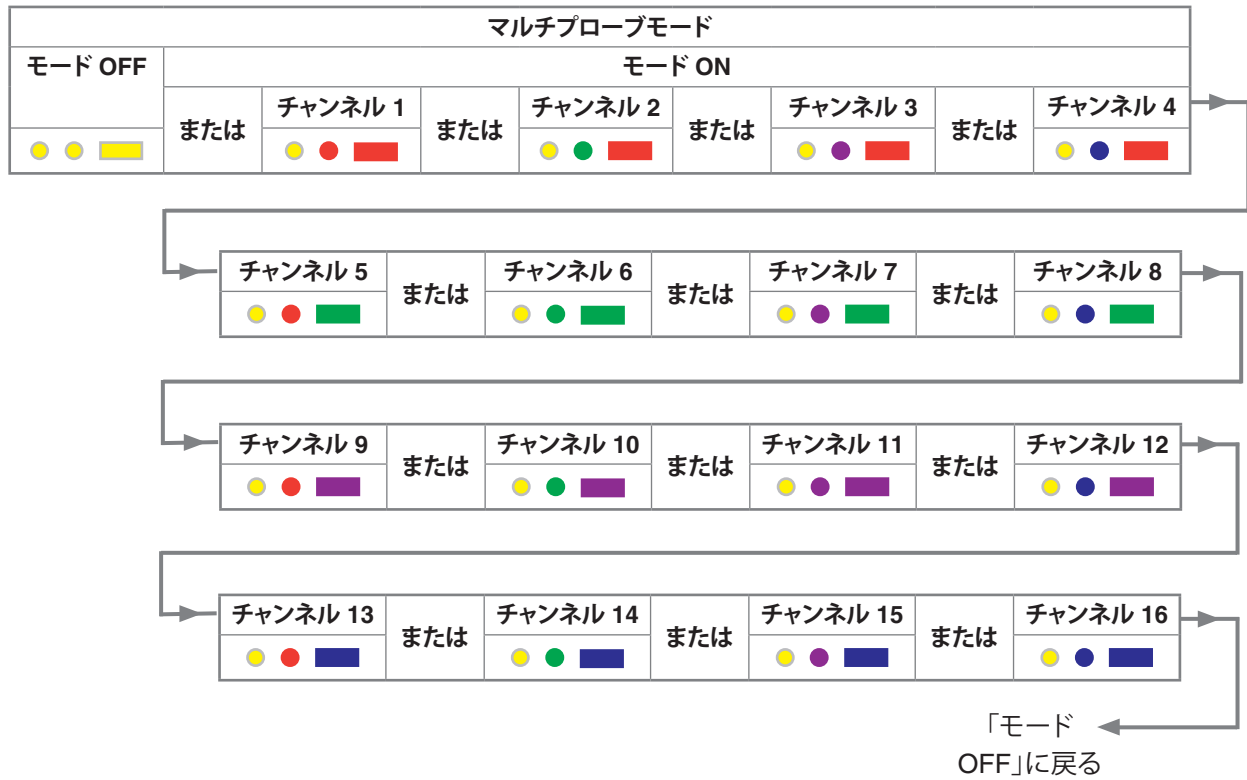 マルチプローブモード
モード OFF
モード ON
または
チャンネル 1
または
チャンネル 2
または
チャンネル 3
または
チャンネル 4
チャンネル 5
または
チャンネル 6
または
チャンネル 7
または
チャンネル 8
チャンネル 9
または
チャンネル 10
または
チャンネル 11
または
チャンネル 12
チャンネル 13
または
チャンネル 14
または
チャンネル 15
または
チャンネル 16
「モード
OFF」に戻る